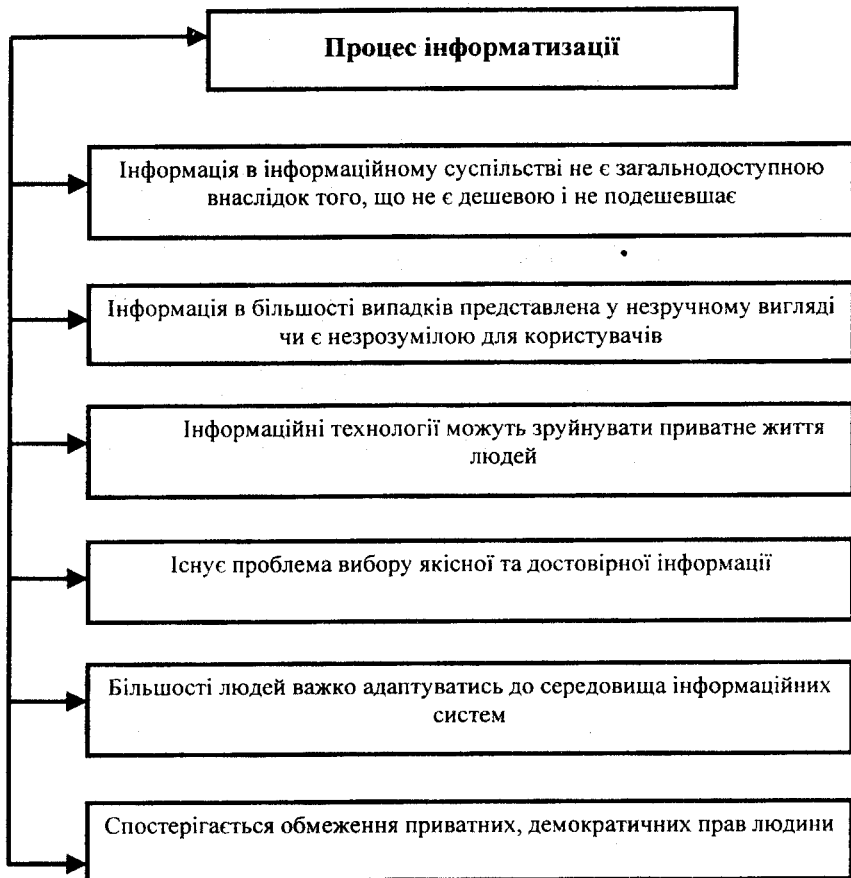 Процес інформатизації
Інформація в інформаційному суспільстві не є загальнодоступною
внаслідок того, що не є дешевою і не подешевшає
Інформація в більшості випадків представлена у незручному вигляді
чи є незрозумілою для користувачів
Інформаційні технології можуть зруйнувати приватне життя
людей
Існує проблема вибору якісної та достовірної інформації
Більшості людей важко адаптуватись до середовища інформаційних
систем
Спостерігається обмеження приватних, демократичних прав людини